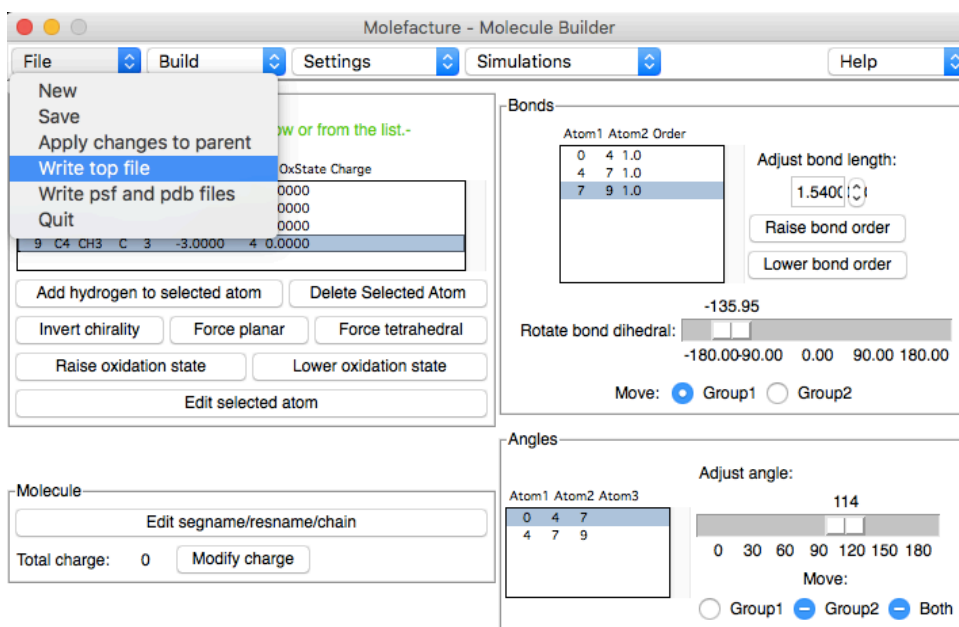 Molefacture - Molecule Builder
File Build Settings Simulations Help
New
Save
Apply changes to parent
Write top file
Write psf and pdb files
Quit
or from the list.-
OxState Charge
0000
0000
0000
9 C4 CH3 C 3 -3.0000 4 0.0000
Add hydrogen to selected atom Delete Selected Atom
Invert chirality Force planar Force tetrahedral
Raise oxidation state Lower oxidation state
Edit selected atom
Molecule
Edit segname/resname/chain
Total charge: 0 Modify charge
Bonds
Atom1 Atom2 Order
0 4 1.0
4 7 1.0
7 9 1.0
Adjust bond length:
1.540
Raise bond order
Lower bond order
-135.95
Rotate bond dihedral:
-180.00 -90.00 0.00 90.00 180.00
Move: Group1 Group2
Angles
Atom1 Atom2 Atom3
0 4 7
4 7 9
Adjust angle:
114
0 30 60 90 120 150 180
Move:
Group1 Group2 Both